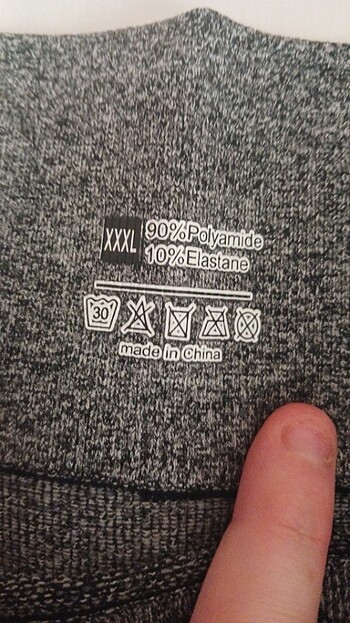 XXXL 90%Polyamide
10%Elastane
30
made in China